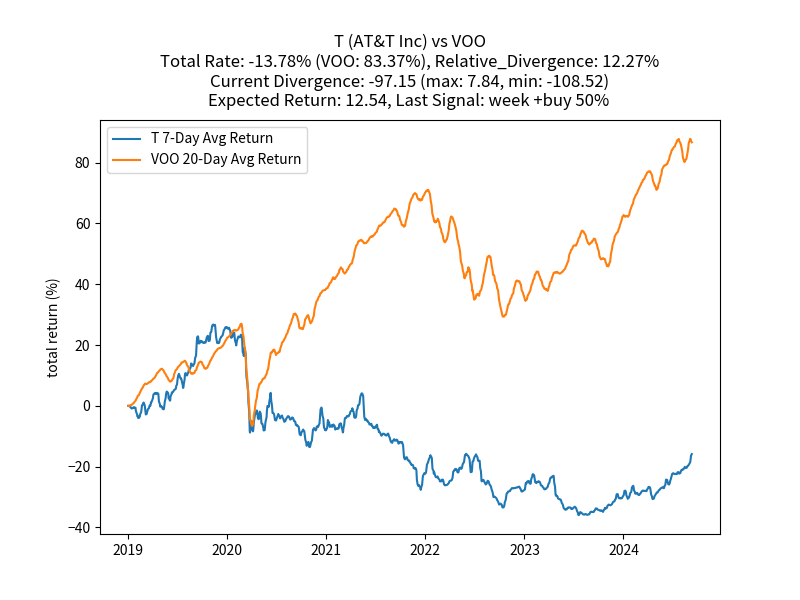 T (AT&T Inc) vs VOO
Total Rate: -13.78% (VOO: 83.37%), Relative_Divergence: 12.27%
Current Divergence: -97.15 (max: 7.84, min: -108.52)
Expected Return: 12.54, Last Signal: week +buy 50%
T 7-Day Avg Return
VOO 20-Day Avg Return
total return (%)
80
60
40
20
0
−20
−40
2019 2020 2021 2022 2023 2024